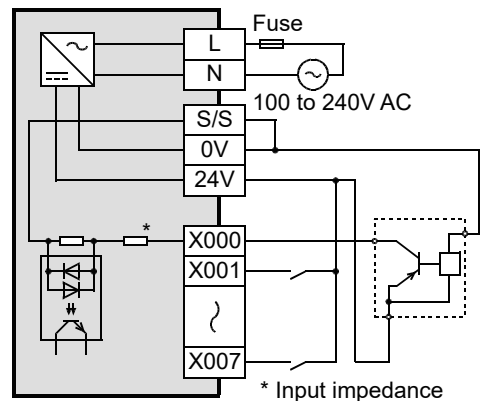 Fuse
L
N
100 to 240V AC
S/S
0V
24V
*
X000
X001
X007
* Input impedance